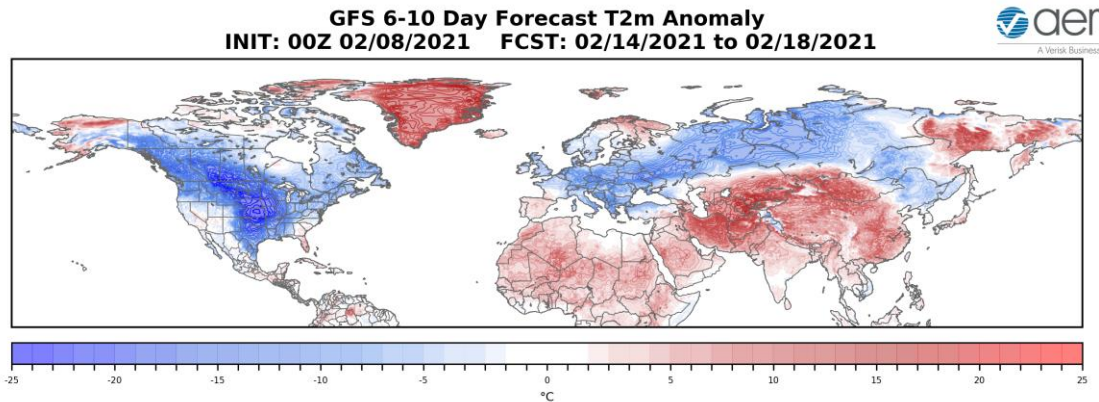 GFS 6-10 Day Forecast T2m Anomaly
INIT: 00Z 02/08/2021 FCST: 02/14/2021 to 02/18/2021
aer
A Verisk Business
-25 -20 -15 -10 -5 0 5 10 15 20 25
°C